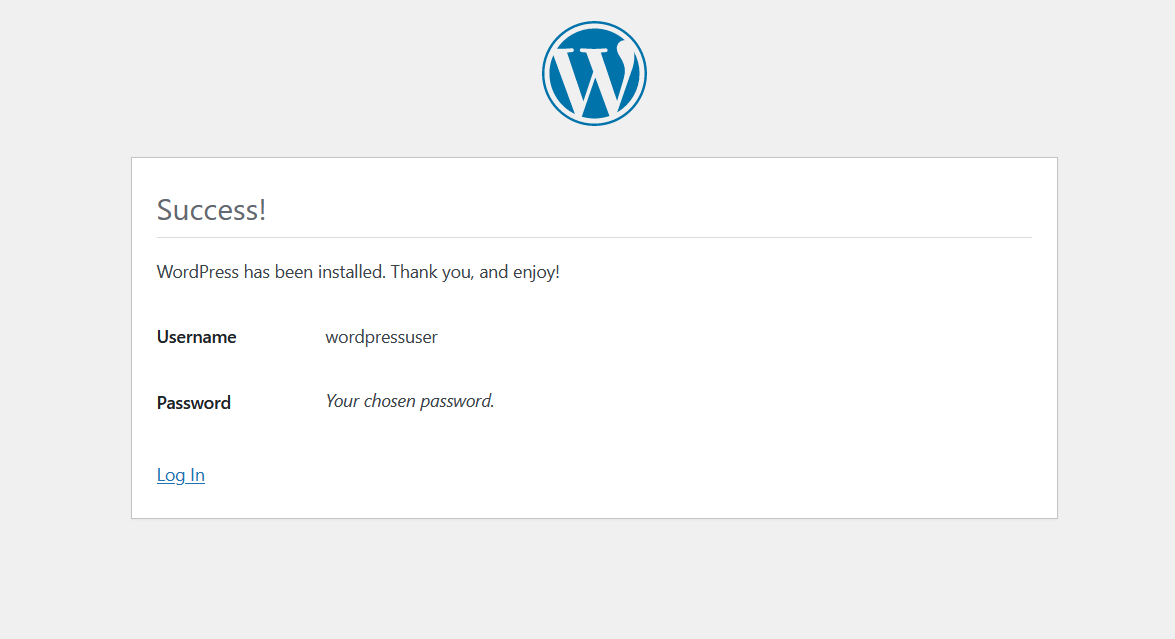 Success!
WordPress has been installed. Thank you, and enjoy!
Username wordpressuser
Password Your chosen password.
Log In